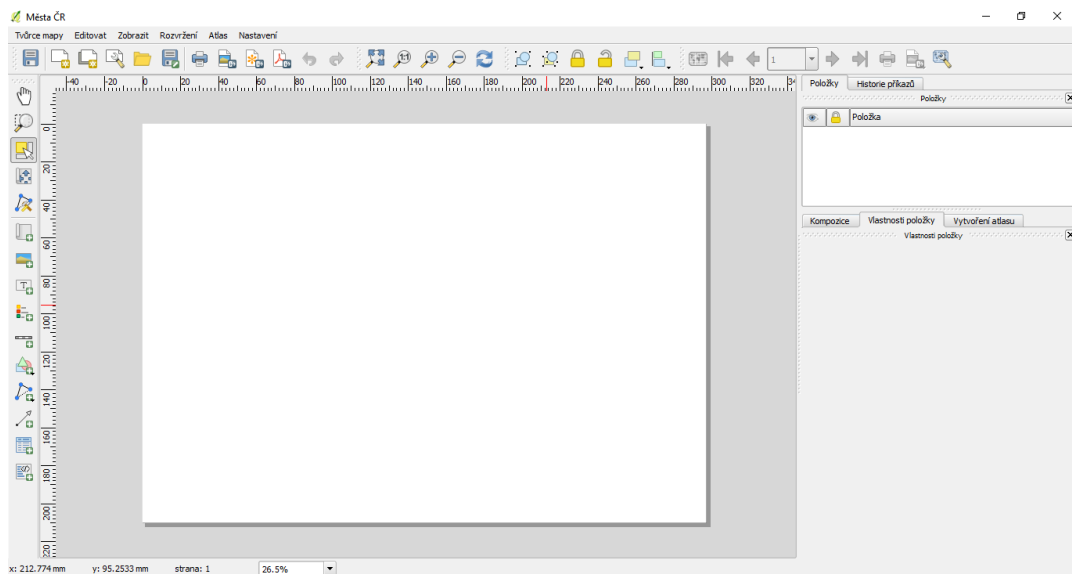 Města ČR
Tvůrce mapy Editovat Zobrazit Rozvržení Atlas Nastavení
1:1 1
-40 -20 0 20 40 60 80 100 120 140 160 180 200 220 240 260 280 300 320 34
Položky Historie příkazů
Položky
Položka
0
20
40
60
80
100
120
140
160
180
200
220
Kompozice Vlastnosti položky Vytvoření atlasu
Vlastnosti položky
T
x: 212.774 mm y: 95.2533 mm strana: 1 26.5%